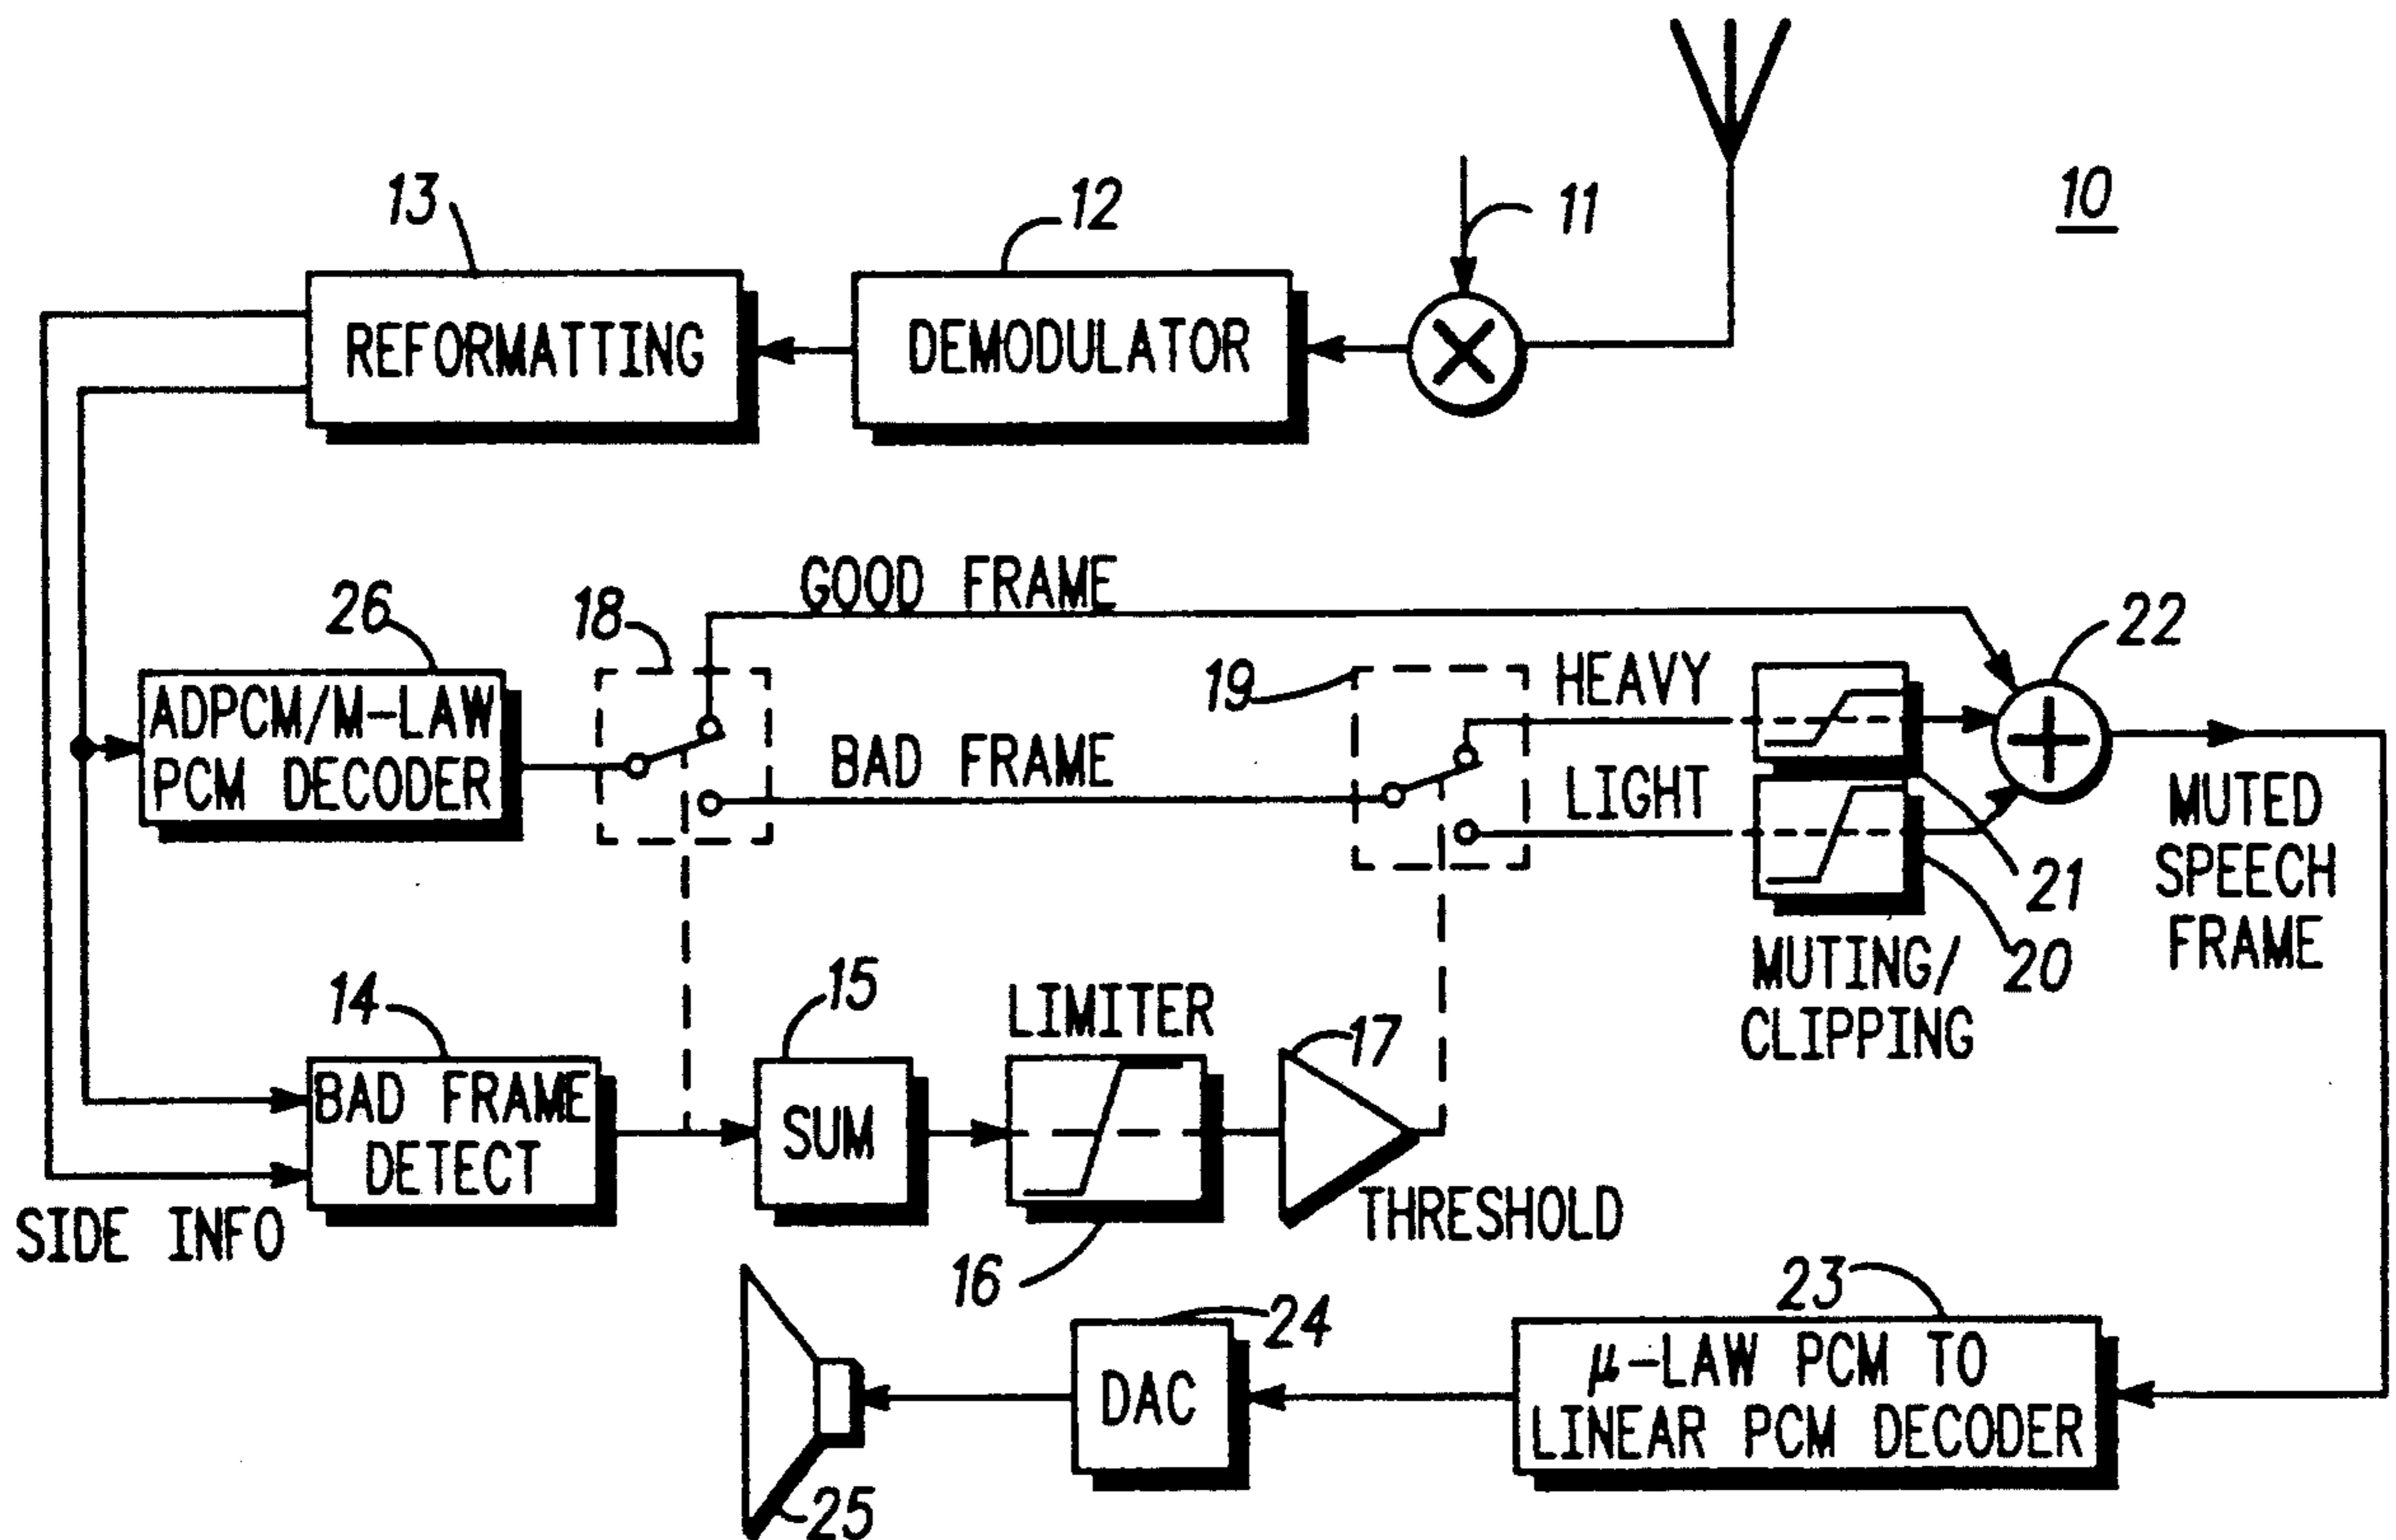 10
11
12
13
REFORMATTING
DEMODULATOR
GOOD FRAME
26
18
19
HEAVY
22
ADPCM/M-LAW
PCM DECODER
BAD FRAME
LIGHT
MUTED
SPEECH
FRAME
21
20
MUTING/
CLIPPING
14
15
LIMITER
17
BAD FRAME
DETECT
SUM
THRESHOLD
SIDE INFO
16
23
24
μ-LAW PCM TO
LINEAR PCM DECODER
DAC
25